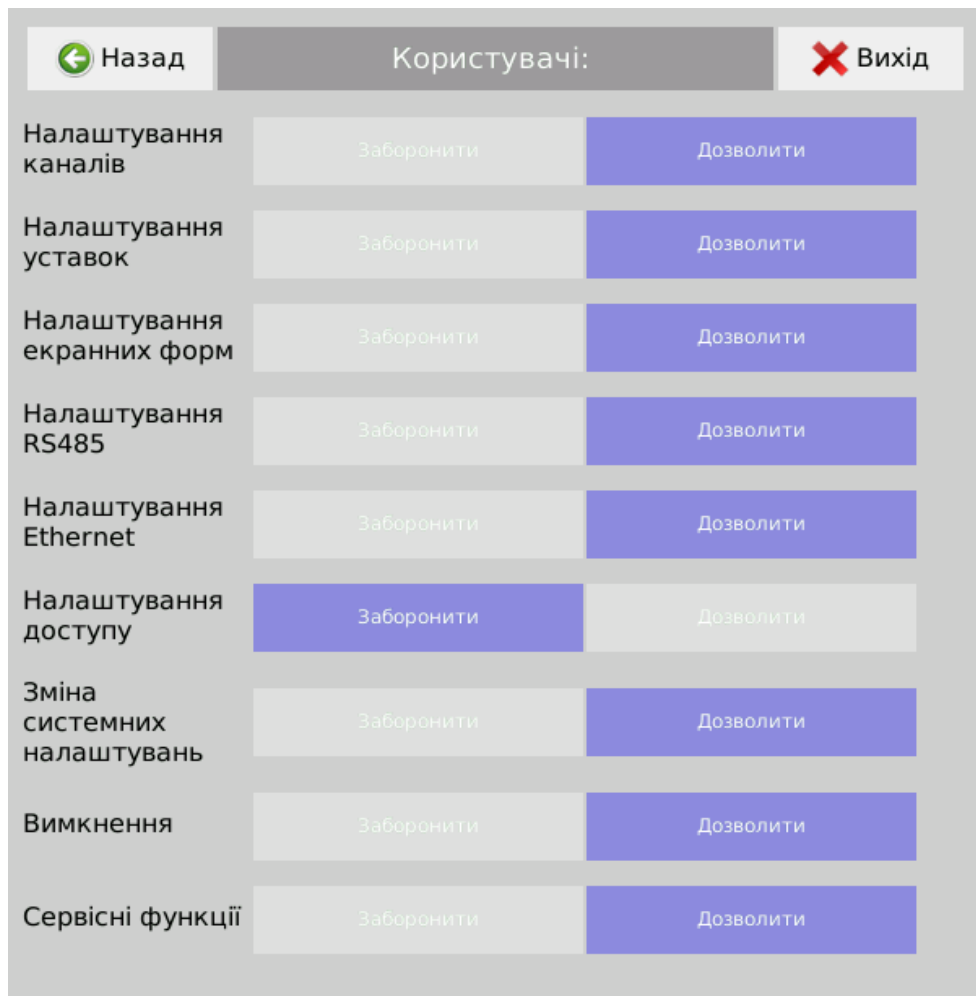 Назад Користувачі: Вихід
Налаштування
каналів
Заборонити Дозволити
Налаштування
уставок
Заборонити Дозволити
Налаштування
екранних форм
Заборонити Дозволити
Налаштування
RS485
Заборонити Дозволити
Налаштування
Ethernet
Заборонити Дозволити
Налаштування
доступу
Заборонити Дозволити
Зміна
системних
налаштувань
Заборонити Дозволити
Вимкнення Заборонити Дозволити
Сервісні функції Заборонити Дозволити